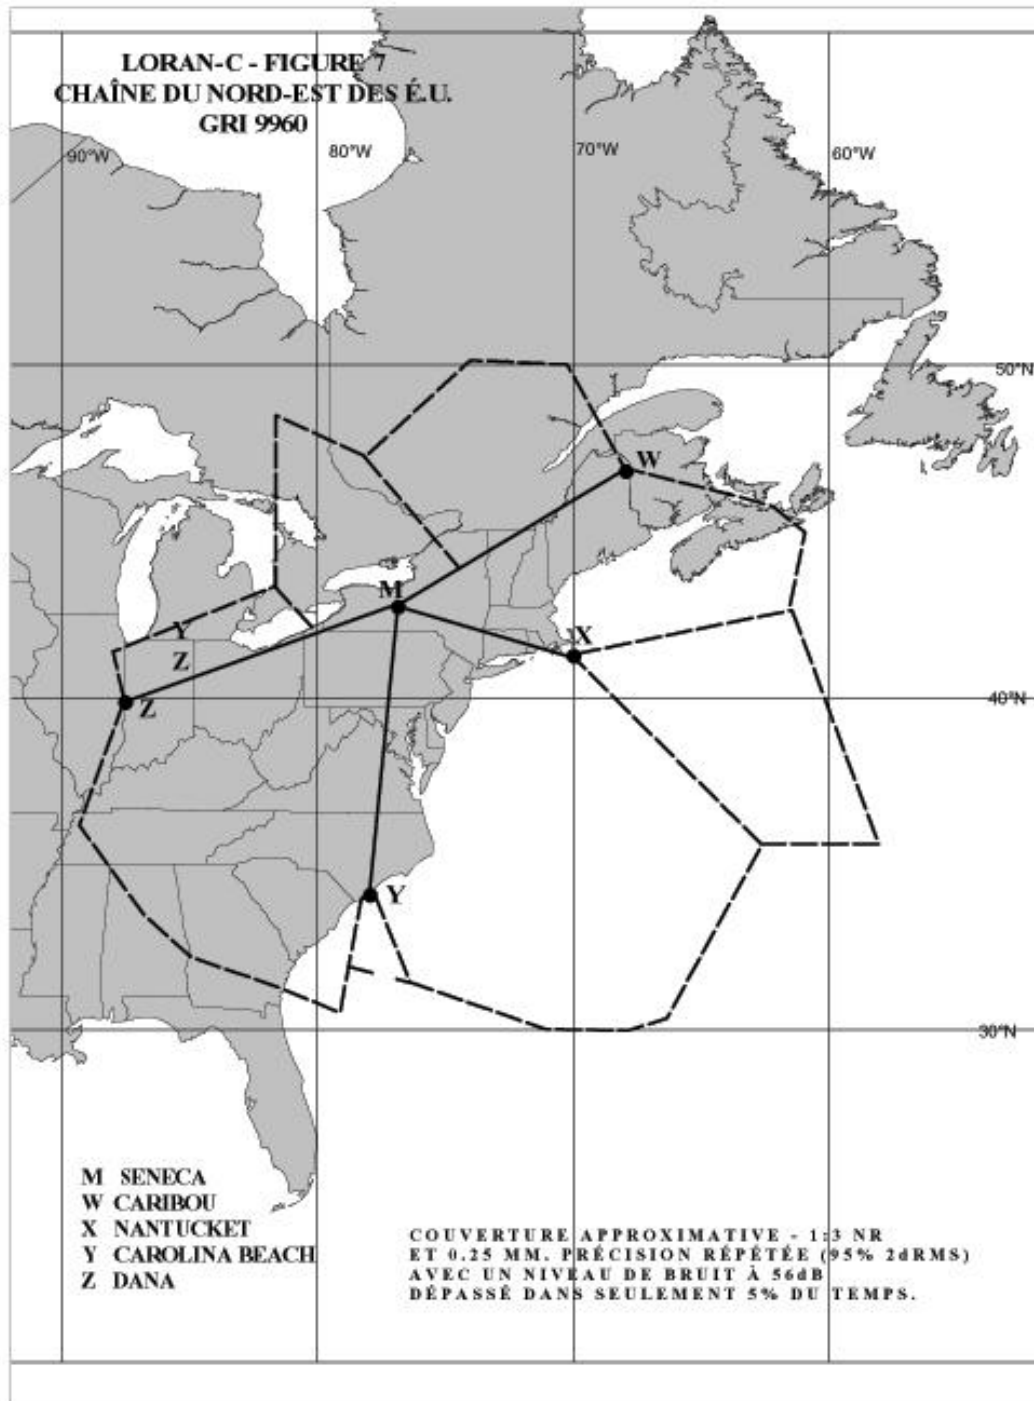 LORAN-C - FIGURE 7
CHAÎNE DU NORD-EST DES É.U.
GRI 9960
90°W
80°W
70°W
60°W
50°N
W
M
Y
X
Z
40°N
Z
Y
30°N
M SENECA
W CARIBOU
X NANTUCKET
Y CAROLINA BEACH
Z DANA
COUVERTURE APPROXIMATIVE - 1:3 NR
ET 0.25 MM. PRÉCISION RÉPÉTÉE (95% 2dRMS)
AVEC UN NIVEAU DE BRUIT À 56dB
DÉPASSÉ DANS SEULEMENT 5% DU TEMPS.